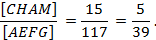 [CHAM]/[AEFG] = 15/117 = 5/39.